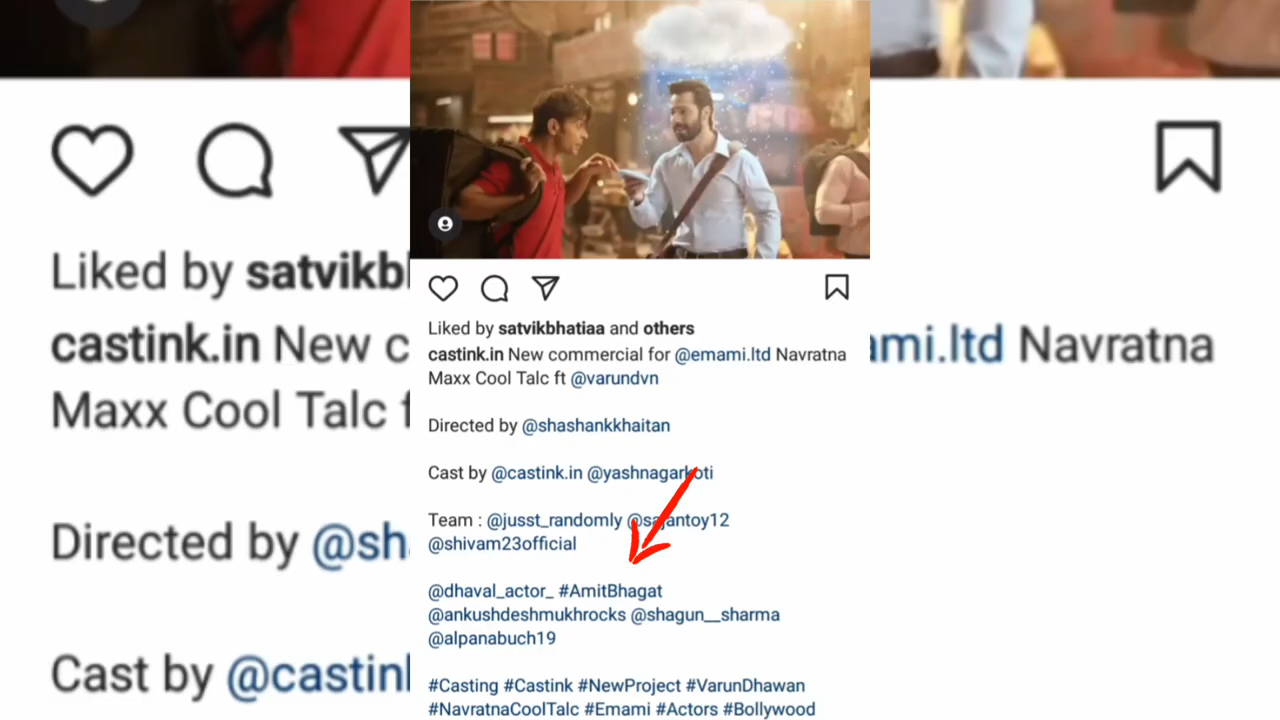 Liked by satvikbhatiaa and others
castink.in New commercial for @emami.ltd Navratna
Maxx Cool Talc ft @varundvn
Directed by @shashankkhaitan
Cast by @castink.in @yashnagarkoti
Team : @jusst_randomly @sajantoy12
@shivam23official
@dhaval_actor_ #AmitBhagat
@ankushdeshmukhrocks @shagun__sharma
@alpanabuch19
#Casting #Castink #NewProject #VarunDhawan
#NavratnaCoolTalc #Emami #Actors #Bollywood
Liked by satvikb
castink.in New c
ami.ltd Navratna
Maxx Cool Talc f
Directed by @sh
Cast by @castin